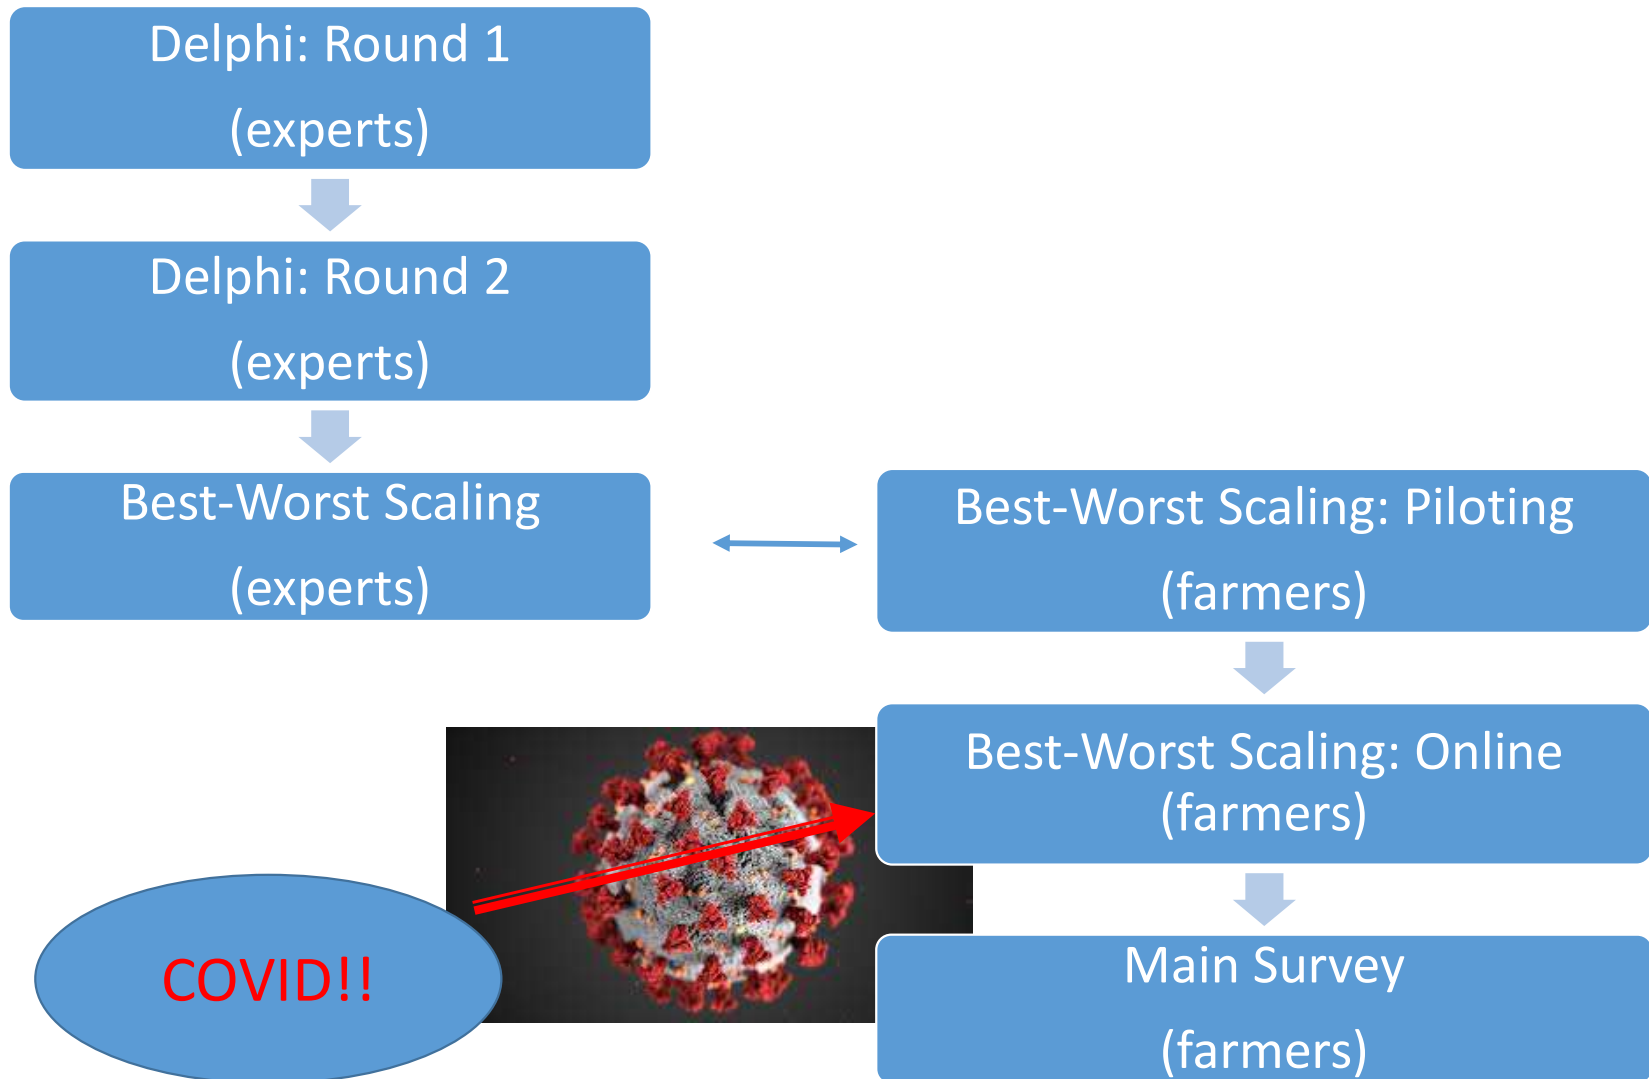 Delphi: Round 1
(experts)
Delphi: Round 2
(experts)
Best-Worst Scaling
(experts)
Best-Worst Scaling: Piloting
(farmers)
Best-Worst Scaling: Online
(farmers)
Main Survey
(farmers)
COVID!!